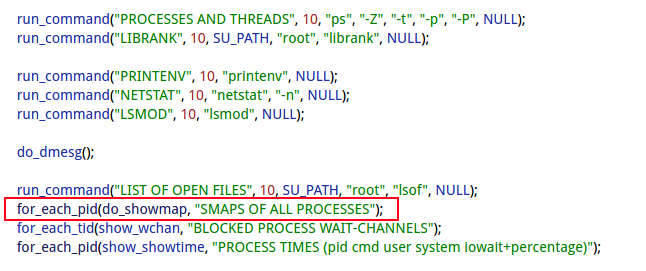 run_command("PROCESSES AND THREADS", 10, "ps", "-Z", "-t", "-p", "-P", NULL);
run_command("LIBRANK", 10, SU_PATH, "root", "librank", NULL);
run_command("PRINTENV", 10, "printenv", NULL);
run_command("NETSTAT", 10, "netstat", "-n", NULL);
run_command("LSMOD", 10, "lsmod", NULL);
do_dmesg();
run_command("LIST OF OPEN FILES", 10, SU_PATH, "root", "lsof", NULL);
for_each_pid(do_showmap, "SMAPS OF ALL PROCESSES");
for_each_tid(show_wchan, "BLOCKED PROCESS WAIT-CHANNELS");
for_each_pid(show_showtime, "PROCESS TIMES (pid cmd user system iowait+percentage)");